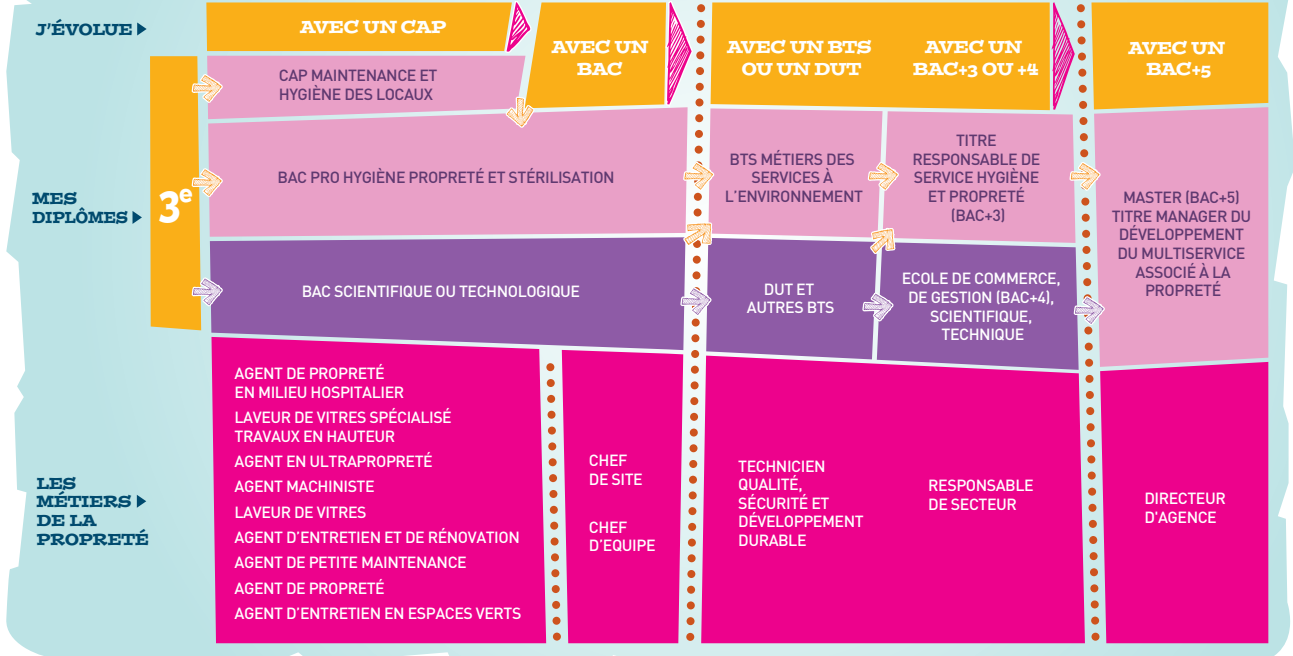 J'ÉVOLUE
AVEC UN CAP
AVEC UN
BAC
AVEC UN BTS
OU UN DUT
AVEC UN
BAC+3 OU +4
AVEC UN
BAC+5
MES
DIPLÔMES
3e
CAP MAINTENANCE ET
HYGIÈNE DES LOCAUX
BAC PRO HYGIÈNE PROPRETÉ ET STÉRILISATION
BTS MÉTIERS DES
SERVICES À
L'ENVIRONNEMENT
TITRE
RESPONSABLE DE
SERVICE HYGIÈNE
ET PROPRETÉ
(BAC+3)
MASTER (BAC+5)
TITRE MANAGER DU
DÉVELOPPEMENT
DU MULTISERVICE
ASSOCIÉ À LA
PROPRETÉ
BAC SCIENTIFIQUE OU TECHNOLOGIQUE
DUT ET
AUTRES BTS
ECOLE DE COMMERCE,
DE GESTION (BAC+4),
SCIENTIFIQUE,
TECHNIQUE
LES
MÉTIERS
DE LA
PROPRETÉ
AGENT DE PROPRETÉ
EN MILIEU HOSPITALIER
LAVEUR DE VITRES SPÉCIALISÉ
TRAVAUX EN HAUTEUR
AGENT EN ULTRAPROPRETÉ
AGENT MACHINISTE
LAVEUR DE VITRES
AGENT D'ENTRETIEN ET DE RÉNOVATION
AGENT DE PETITE MAINTENANCE
AGENT DE PROPRETÉ
AGENT D'ENTRETIEN EN ESPACES VERTS
CHEF
DE SITE
CHEF
D'EQUIPE
TECHNICIEN
QUALITÉ,
SÉCURITÉ ET
DÉVELOPPEMENT
DURABLE
RESPONSABLE
DE SECTEUR
DIRECTEUR
D'AGENCE